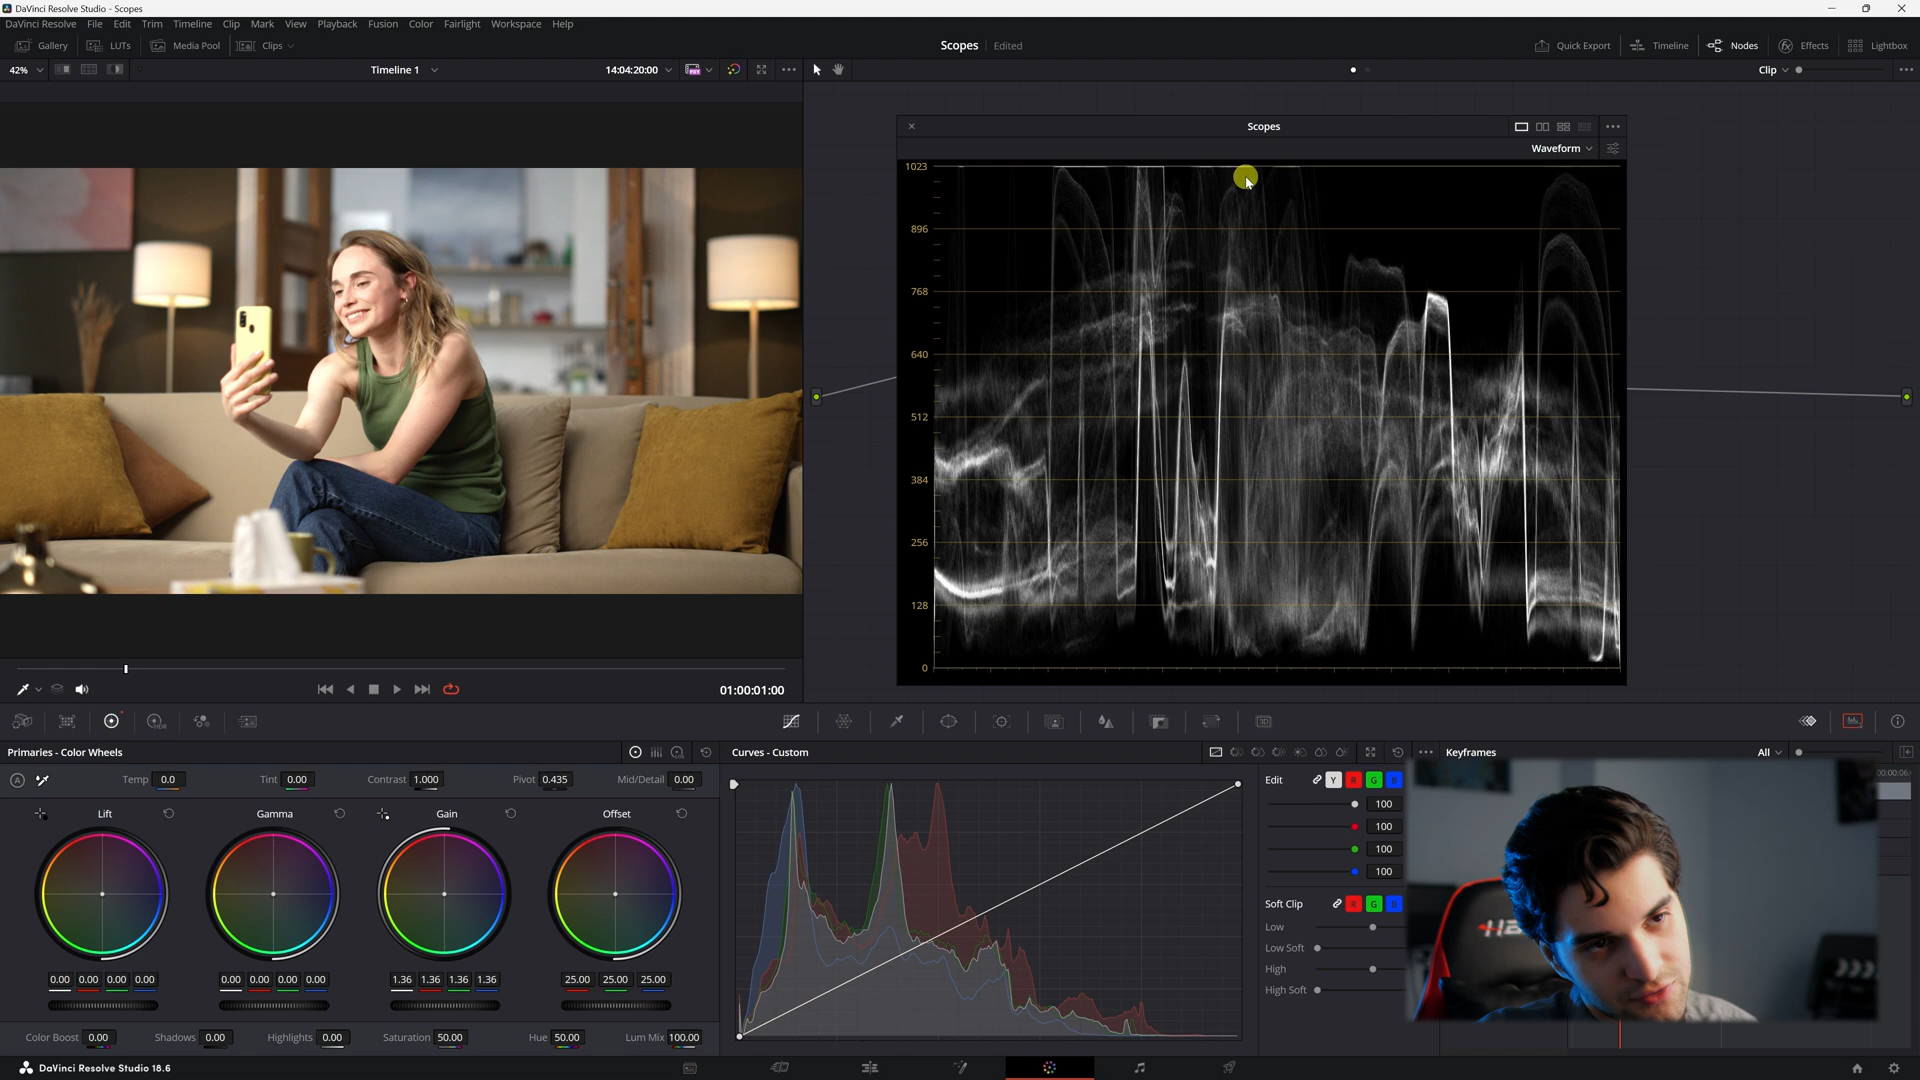 DaVinci Resolve Studio - Scopes
DaVinci Resolve File Edit Trim Timeline Clip Mark View Playback Fusion Color Fairlight Workspace Help
Gallery LUTs Media Pool Clips Scopes Edited Quick Export Timeline Nodes Effects Lightbox
42% Timeline 1 14:04:20:00 Clip
Scopes
Waveform
1023
896
768
640
512
384
256
128
0
01:00:01:00
HDR
3D
Primaries - Color Wheels
Curves - Custom
Keyframes All
A Temp 0.0 Tint 0.00 Contrast 1.000 Pivot 0.435 Mid/Detail 0.00
Edit Y R G B
100
100
100
100
Lift Gamma Gain Offset
0.00 0.00 0.00 0.00 0.00 0.00 0.00 0.00 1.36 1.36 1.36 1.36 25.00 25.00 25.00
Soft Clip R G B
Low
Low Soft
High
High Soft
Color Boost 0.00 Shadows 0.00 Highlights 0.00 Saturation 50.00 Hue 50.00 Lum Mix 100.00
DaVinci Resolve Studio 18.6